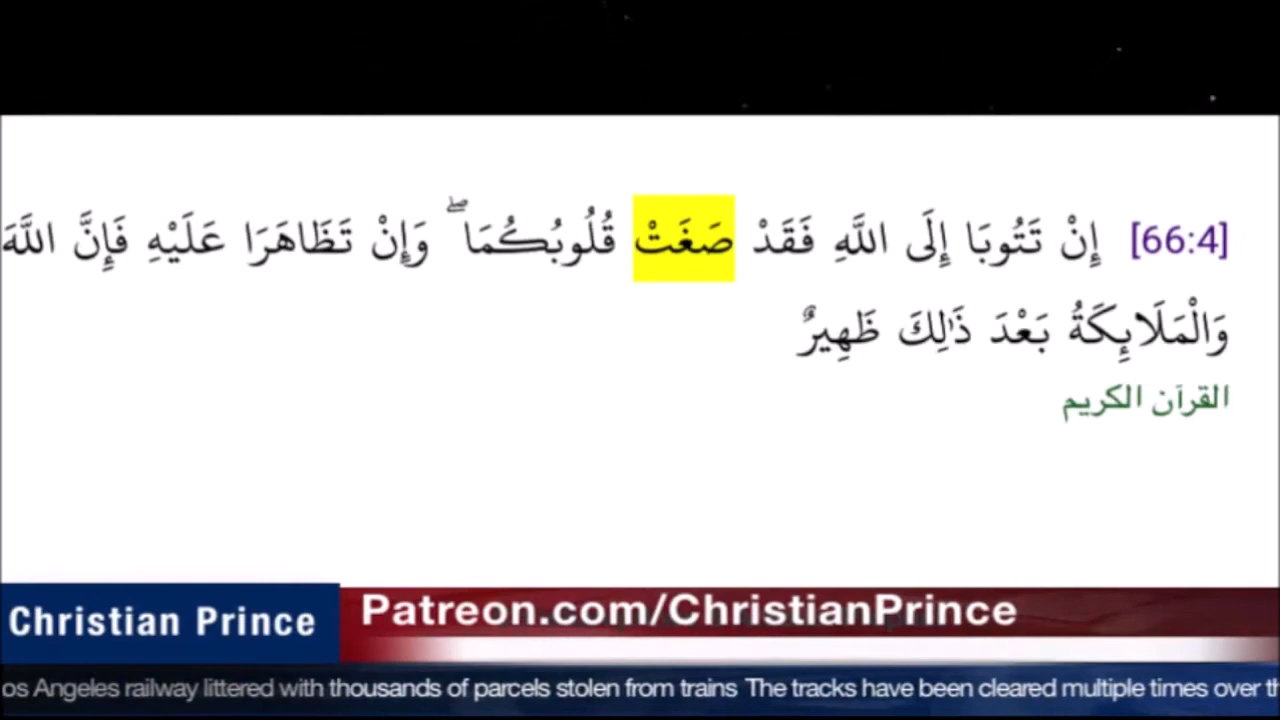 [66:4] إِنْ تَتُوبَا إِلَى اللَّهِ فَقَدْ صَغَتْ قُلُوبُكُمَا ۖ وَإِنْ تَظَاهَرَا عَلَيْهِ فَإِنَّ اللَّهَ
وَالْمَلَائِكَةُ بَعْدَ ذَٰلِكَ ظَهِيرٌ
القرآن الكريم
Christian Prince
Patreon.com/ChristianPrince
os Angeles railway littered with thousands of parcels stolen from trains The tracks have been cleared multiple times over th